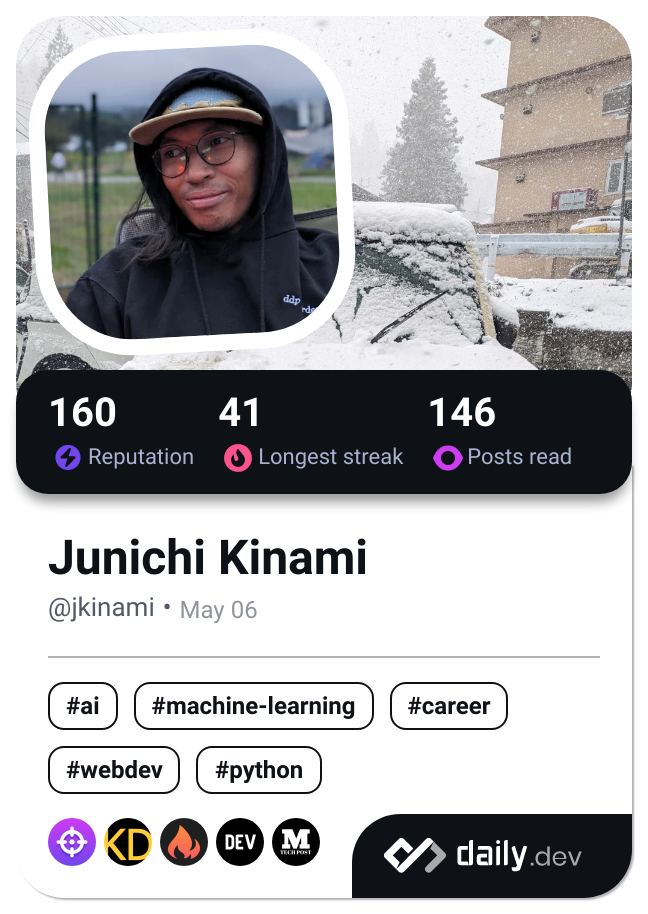 ddp
160 41 146
Reputation Longest streak Posts read
Junichi Kinami
@jkinami • May 06
#ai #machine-learning #career
#webdev #python
KD DEV M
TECH POST
daily.dev